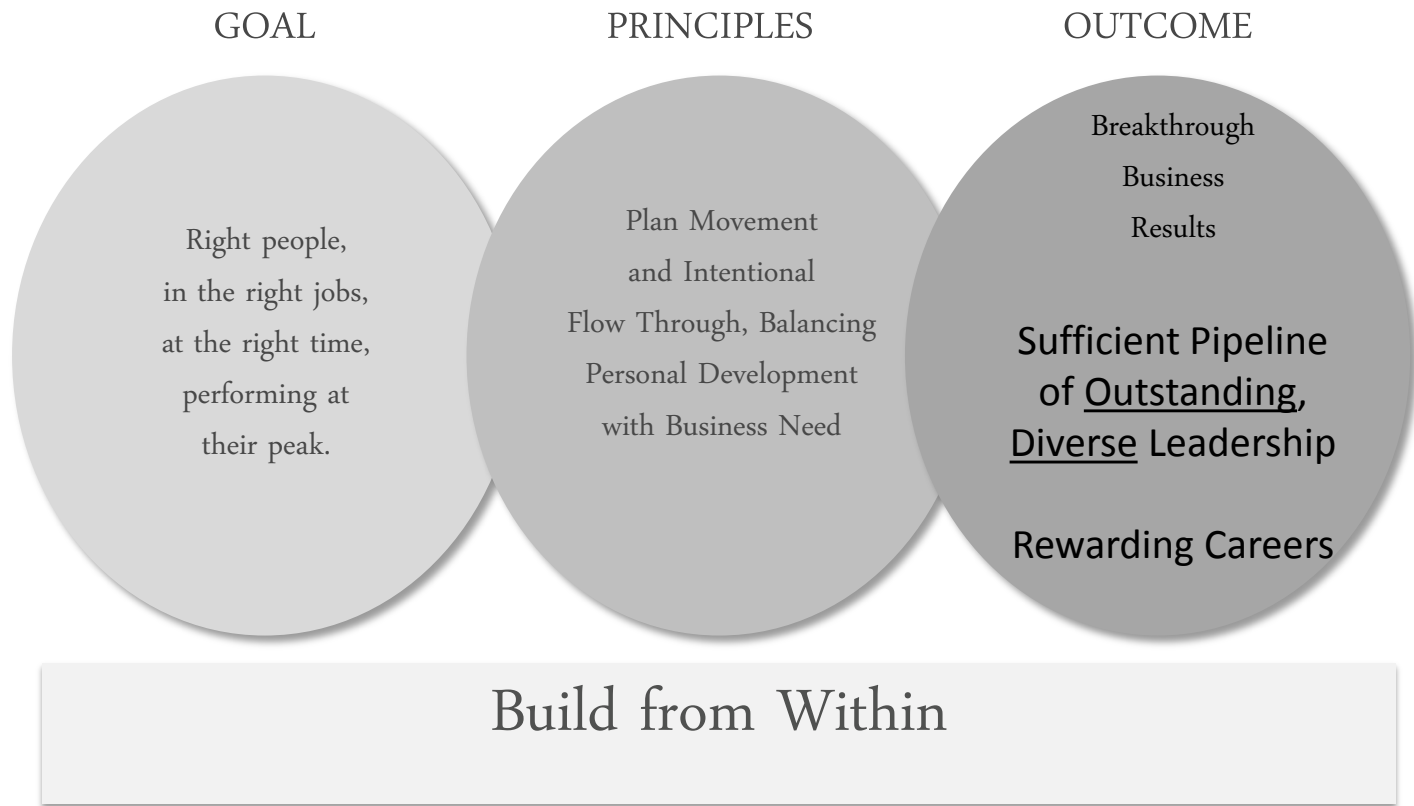 GOAL
PRINCIPLES
OUTCOME
Right people,
in the right jobs,
at the right time,
performing at
their peak.
Plan Movement
and Intentional
Flow Through, Balancing
Personal Development
with Business Need
Breakthrough
Business
Results
Sufficient Pipeline
of Outstanding,
Diverse Leadership
Rewarding Careers
Build from Within